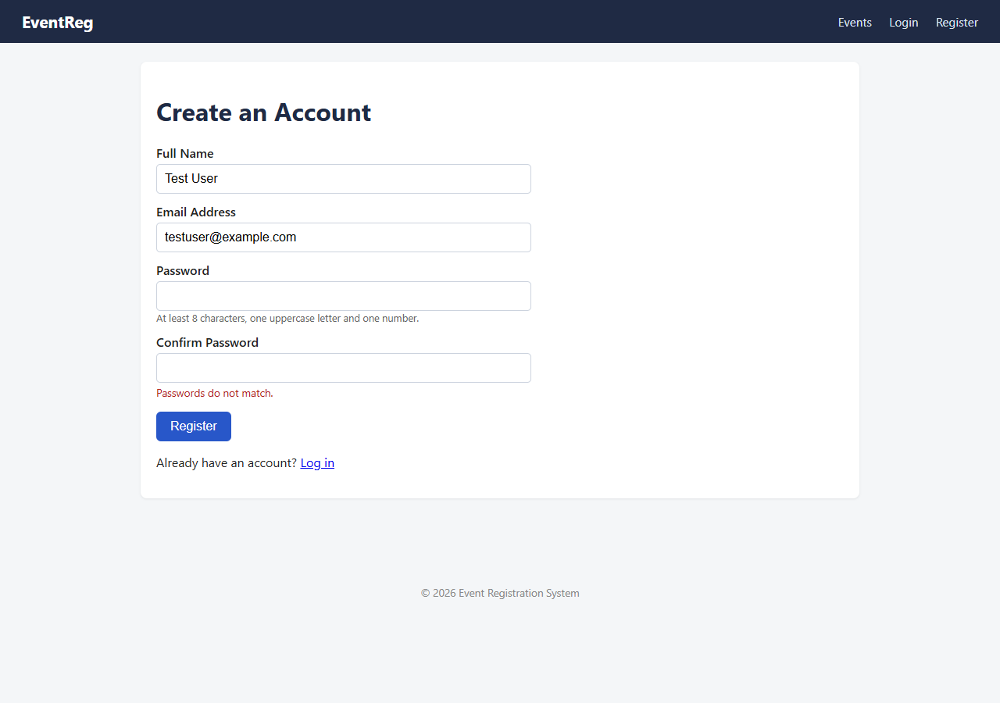 EventReg
Events Login Register
Create an Account
Full Name
Test User
Email Address
testuser@example.com
Password
At least 8 characters, one uppercase letter and one number.
Confirm Password
Passwords do not match.
Register
Already have an account? Log in
© 2026 Event Registration System